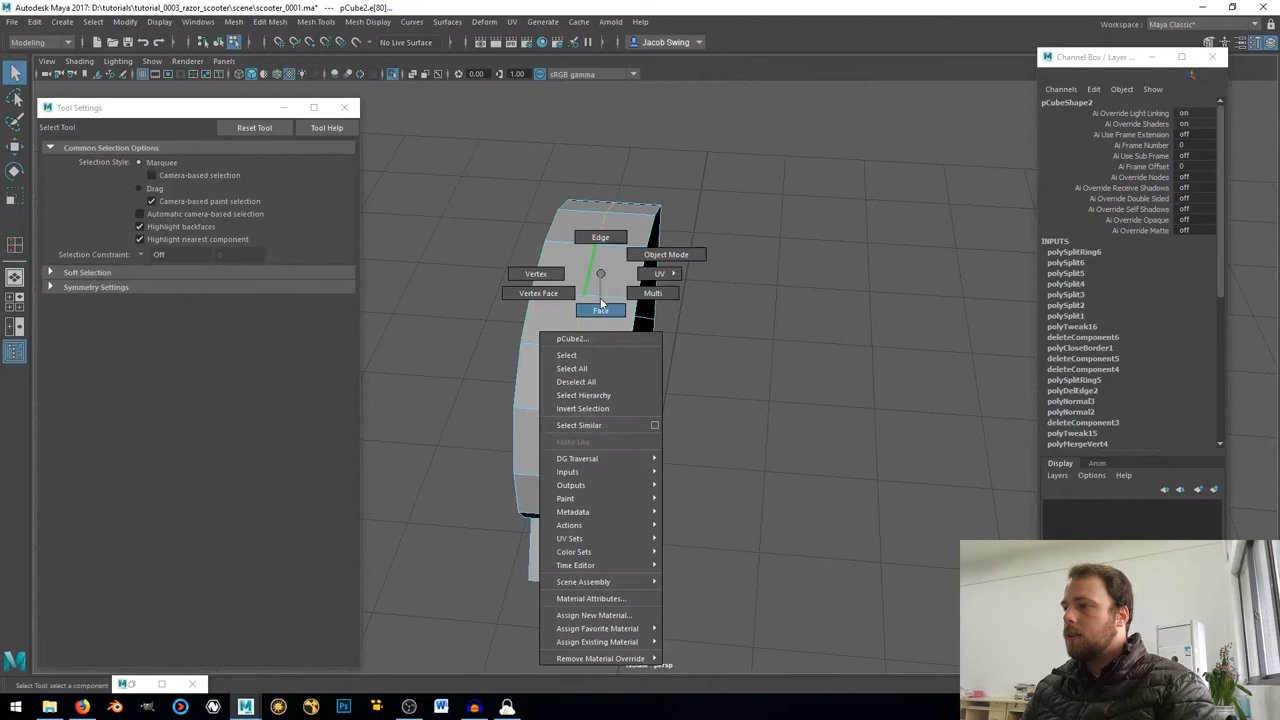 Autodesk Maya 2017: D:\tutorials\tutorial_0003_razor_scooter\scene\scooter_0001.ma* - pCube2.e[80]...
File Edit Create Select Modify Display Windows Mesh Edit Mesh Mesh Tools Mesh Display Curves Surfaces Deform UV Generate Cache Arnold Help
Workspace: Maya Classic*
Modeling No Live Surface Jacob Swing
View Shading Lighting Show Renderer Panels
0.00 1.00 sRGB gamma
Tool Settings
Select Tool Reset Tool Tool Help
Common Selection Options
Selection Style: Marquee
Camera-based selection
Drag
Camera-based paint selection
Automatic camera-based selection
Highlight backfaces
Highlight nearest component
Selection Constraint: Off 0
Soft Selection
Symmetry Settings
Edge
Object Mode
Vertex UV
Vertex Face Multi
Face
pCube2...
Select
Select All
Deselect All
Select Hierarchy
Invert Selection
Select Similar
Make Live
DG Traversal
Inputs
Outputs
Paint
Metadata
Actions
UV Sets
Color Sets
Time Editor
Scene Assembly
Material Attributes...
Assign New Material...
Assign Favorite Material
Assign Existing Material
Remove Material Override
persp
Channel Box / Layer ...
Channels Edit Object Show
pCubeShape2
Ai Override Light Linking on
Ai Override Shaders on
Ai Use Frame Extension off
Ai Frame Number 0
Ai Use Sub Frame off
Ai Frame Offset 0
Ai Override Nodes off
Ai Override Receive Shadows off
Ai Override Double Sided off
Ai Override Self Shadows off
Ai Override Opaque off
Ai Override Matte off
INPUTS
polySplitRing6
polySplit6
polySplit5
polySplit4
polySplit3
polySplit2
polySplit1
polyTweak16
deleteComponent6
polyCloseBorder1
deleteComponent5
deleteComponent4
polySplitRing5
polyDelEdge2
polyNormal3
polyNormal2
deleteComponent3
polyTweak15
polyMergeVert4
Display Anim
Layers Options Help
Select Tool: select a component